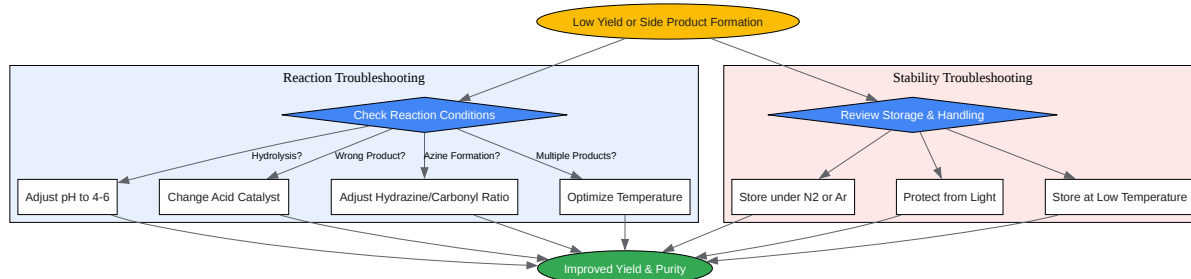 Low Yield or Side Product Formation
Reaction Troubleshooting
Stability Troubleshooting
Check Reaction Conditions
Review Storage & Handling
Hydrolysis?
Wrong Product?
Azine Formation?
Multiple Products?
Adjust pH to 4-6
Change Acid Catalyst
Adjust Hydrazine/Carbonyl Ratio
Optimize Temperature
Store under N2 or Ar
Protect from Light
Store at Low Temperature
Improved Yield & Purity